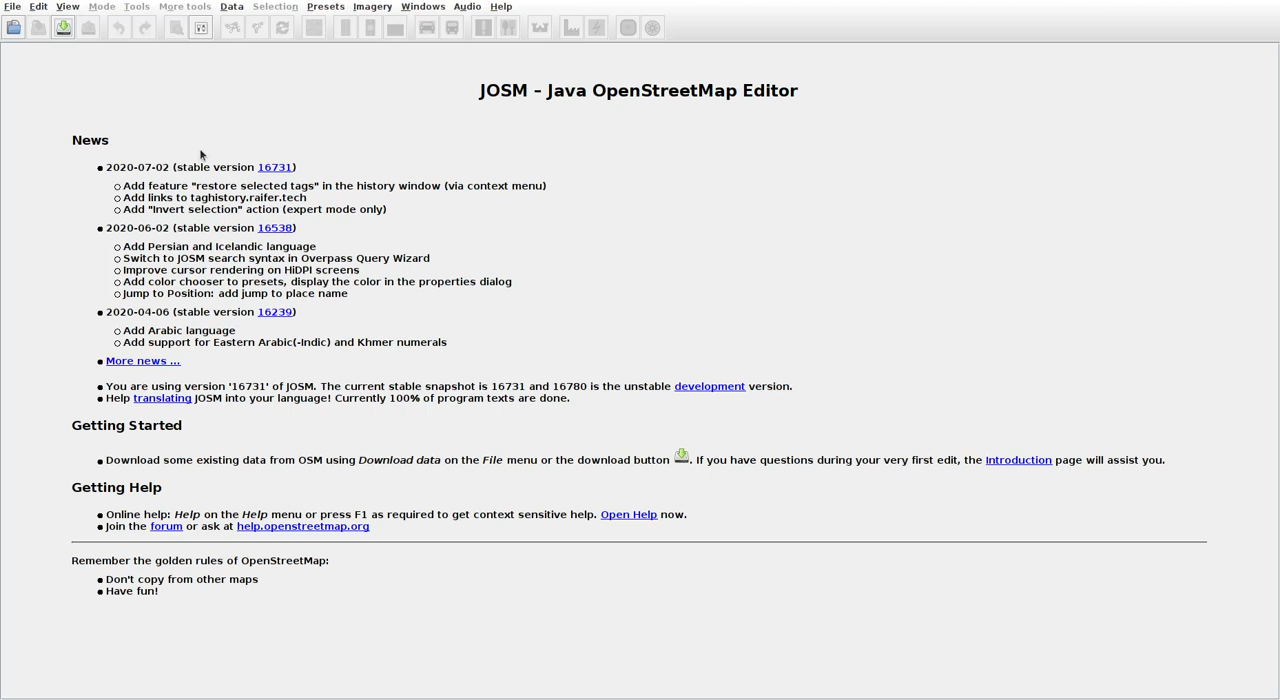 File Edit View Mode Tools More tools Data Selection Presets Imagery Windows Audio Help
JOSM – Java OpenStreetMap Editor
News
2020-07-02 (stable version 16731)
Add feature "restore selected tags" in the history window (via context menu)
Add links to taghistory.raifer.tech
Add "Invert selection" action (expert mode only)
2020-06-02 (stable version 16538)
Add Persian and Icelandic language
Switch to JOSM search syntax in Overpass Query Wizard
Improve cursor rendering on HiDPI screens
Add color chooser to presets, display the color in the properties dialog
Jump to Position: add jump to place name
2020-04-06 (stable version 16239)
Add Arabic language
Add support for Eastern Arabic(-Indic) and Khmer numerals
More news ...
You are using version '16731' of JOSM. The current stable snapshot is 16731 and 16780 is the unstable development version.
Help translating JOSM into your language! Currently 100% of program texts are done.
Getting Started
Download some existing data from OSM using Download data on the File menu or the download button . If you have questions during your very first edit, the Introduction page will assist you.
Getting Help
Online help: Help on the Help menu or press F1 as required to get context sensitive help. Open Help now.
Join the forum or ask at help.openstreetmap.org
Remember the golden rules of OpenStreetMap:
Don't copy from other maps
Have fun!